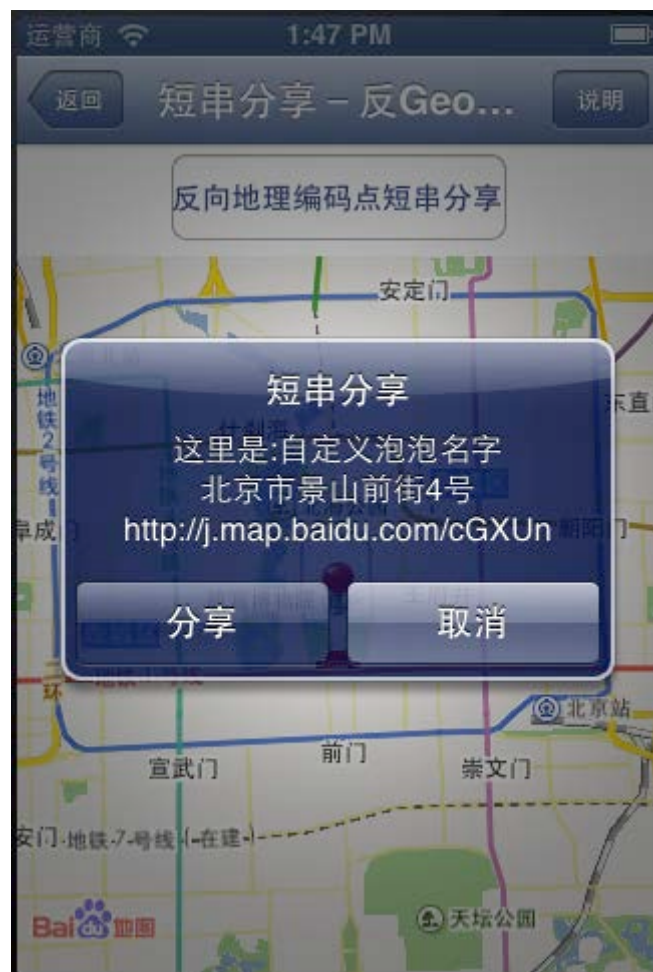 运营商
1:47 PM
返回
短串分享 – 反Geo...
说明
反向地理编码点短串分享
安定门
地铁2号线
东直
短串分享
这里是:自定义泡泡名字
北京市景山前街4号
http://j.map.baidu.com/cGXUn
阜成
朝阳门
分享
取消
二环
北京站
宣武门
前门
崇文门
安门
地铁-7-号线-(-在建-)
天坛公园
Bai du 地图